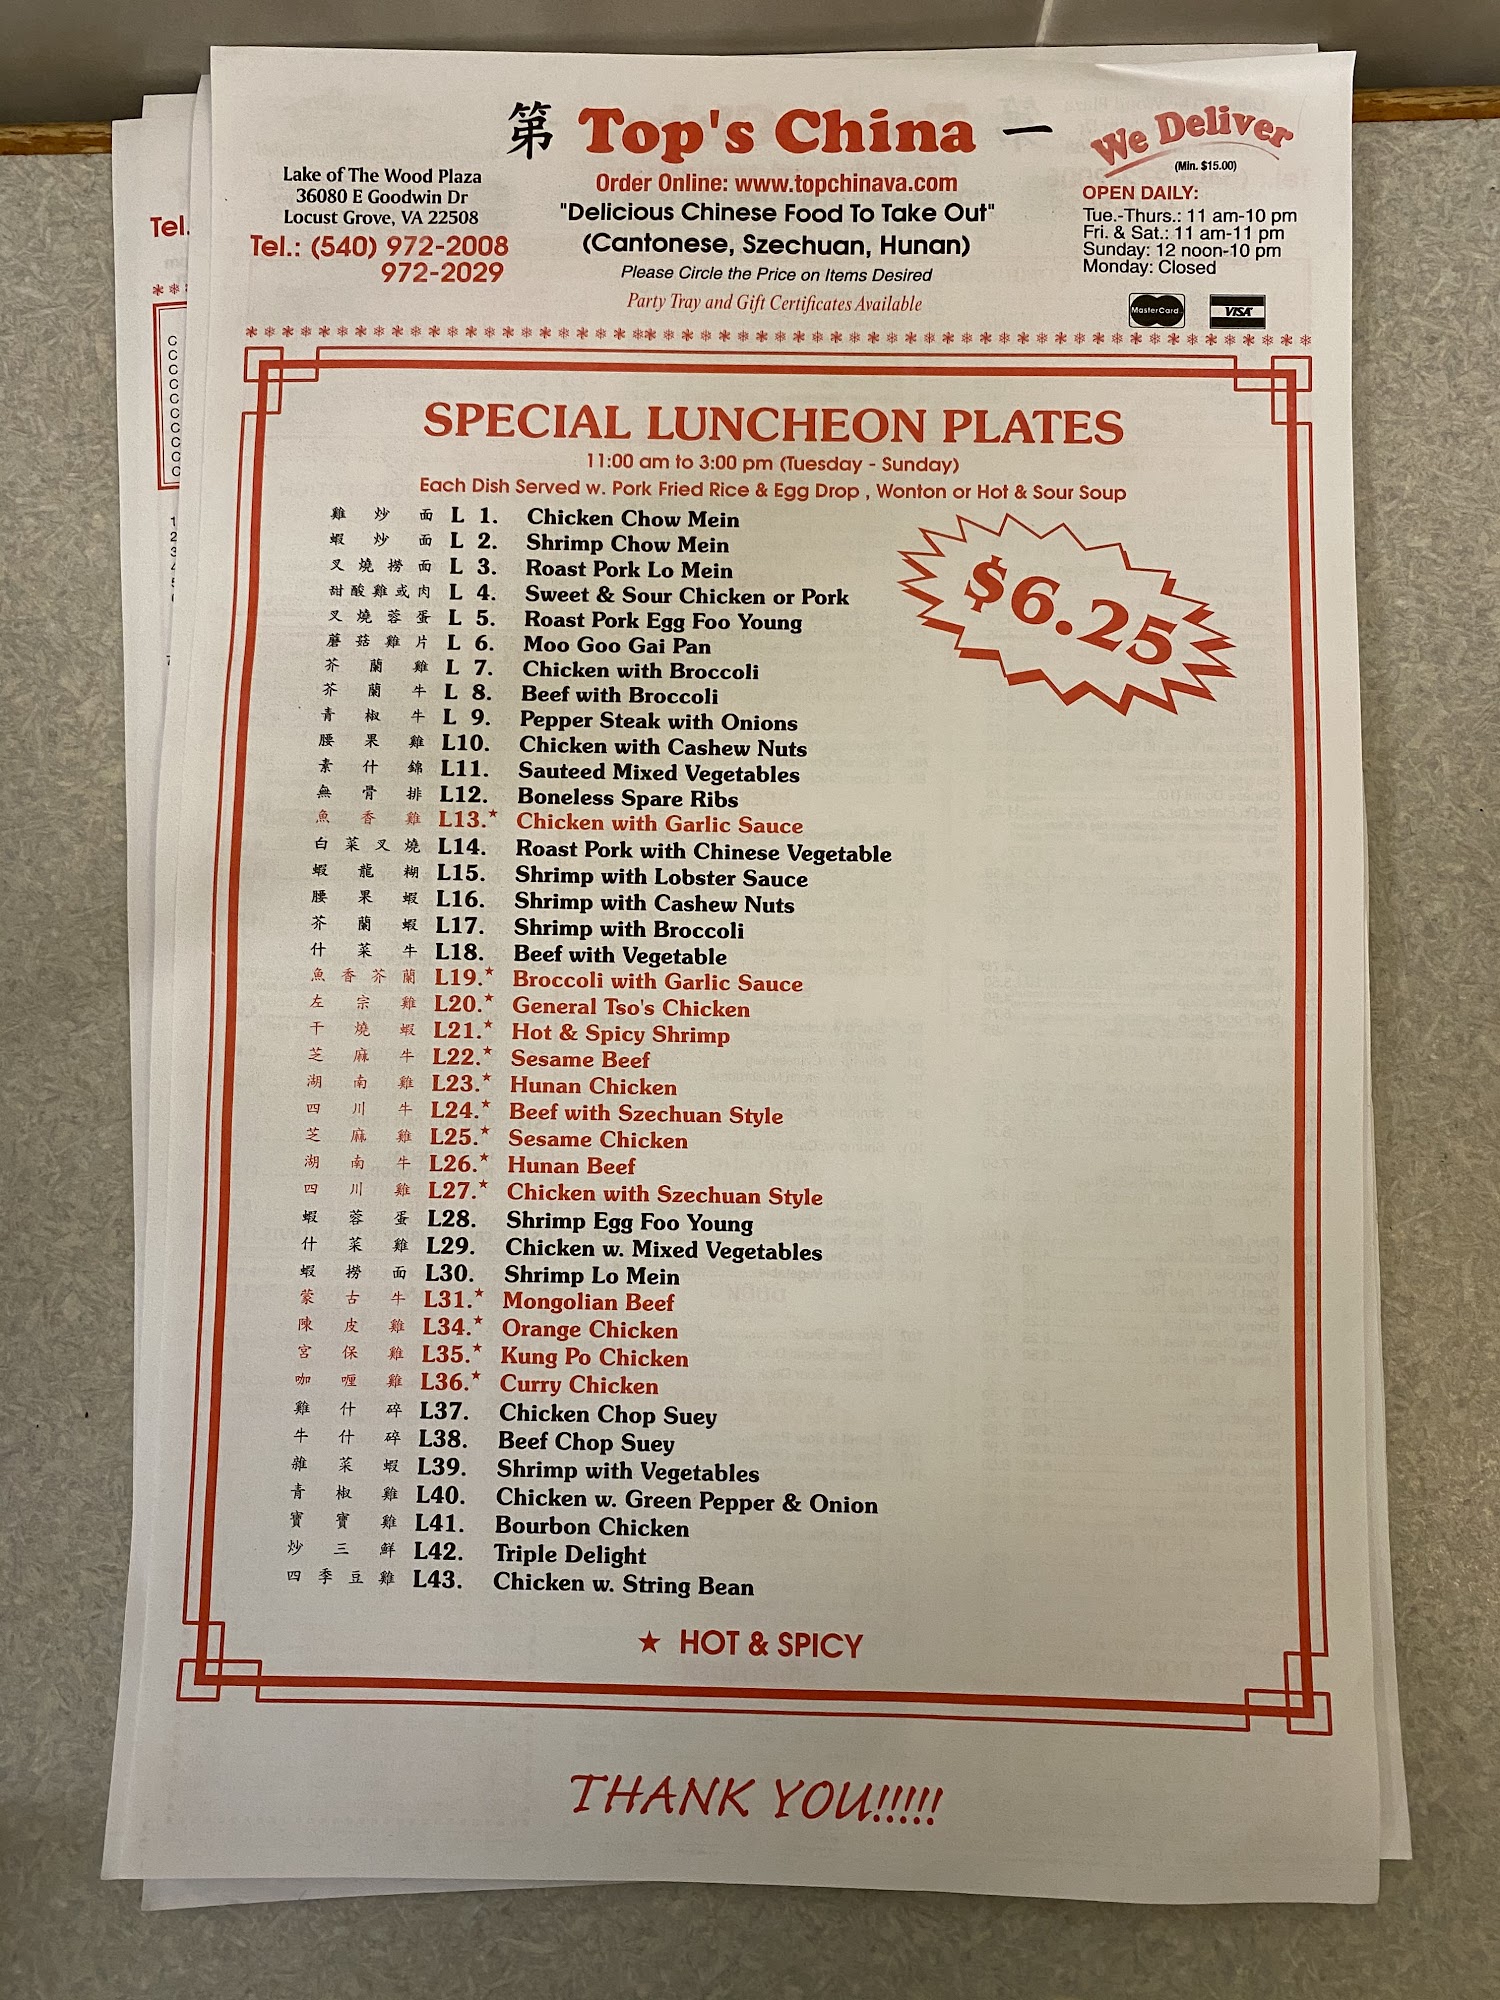 第 Top's China 一
We Deliver
(Min. $15.00)
Lake of The Wood Plaza
36080 E Goodwin Dr
Locust Grove, VA 22508
Tel.: (540) 972-2008
972-2029
Order Online: www.topchinava.com
"Delicious Chinese Food To Take Out"
(Cantonese, Szechuan, Hunan)
Please Circle the Price on Items Desired
Party Tray and Gift Certificates Available
OPEN DAILY:
Tue.-Thurs.: 11 am-10 pm
Fri. & Sat.: 11 am-11 pm
Sunday: 12 noon-10 pm
Monday: Closed
MasterCard VISA
Tel.
SPECIAL LUNCHEON PLATES
11:00 am to 3:00 pm (Tuesday - Sunday)
Each Dish Served w. Pork Fried Rice & Egg Drop , Wonton or Hot & Sour Soup
$6.25
雞炒面 L 1. Chicken Chow Mein
蝦炒面 L 2. Shrimp Chow Mein
叉燒撈面 L 3. Roast Pork Lo Mein
甜酸雞或肉 L 4. Sweet & Sour Chicken or Pork
叉燒蓉蛋 L 5. Roast Pork Egg Foo Young
蘑菇雞片 L 6. Moo Goo Gai Pan
芥蘭雞 L 7. Chicken with Broccoli
芥蘭牛 L 8. Beef with Broccoli
青椒牛 L 9. Pepper Steak with Onions
腰果雞 L10. Chicken with Cashew Nuts
素什錦 L11. Sauteed Mixed Vegetables
無骨排 L12. Boneless Spare Ribs
魚香雞 L13.★ Chicken with Garlic Sauce
白菜叉燒 L14. Roast Pork with Chinese Vegetable
蝦龍糊 L15. Shrimp with Lobster Sauce
腰果蝦 L16. Shrimp with Cashew Nuts
芥蘭蝦 L17. Shrimp with Broccoli
什菜牛 L18. Beef with Vegetable
魚香芥蘭 L19.★ Broccoli with Garlic Sauce
左宗雞 L20.★ General Tso's Chicken
干燒蝦 L21.★ Hot & Spicy Shrimp
芝麻牛 L22.★ Sesame Beef
湖南雞 L23.★ Hunan Chicken
四川牛 L24.★ Beef with Szechuan Style
芝麻雞 L25.★ Sesame Chicken
湖南牛 L26.★ Hunan Beef
四川雞 L27.★ Chicken with Szechuan Style
蝦蓉蛋 L28. Shrimp Egg Foo Young
什菜雞 L29. Chicken w. Mixed Vegetables
蝦撈面 L30. Shrimp Lo Mein
蒙古牛 L31.★ Mongolian Beef
陳皮雞 L34.★ Orange Chicken
宮保雞 L35.★ Kung Po Chicken
咖喱雞 L36.★ Curry Chicken
雞什碎 L37. Chicken Chop Suey
牛什碎 L38. Beef Chop Suey
雜菜蝦 L39. Shrimp with Vegetables
青椒雞 L40. Chicken w. Green Pepper & Onion
寶寶雞 L41. Bourbon Chicken
炒三鮮 L42. Triple Delight
四季豆雞 L43. Chicken w. String Bean
★ HOT & SPICY
THANK YOU!!!!!